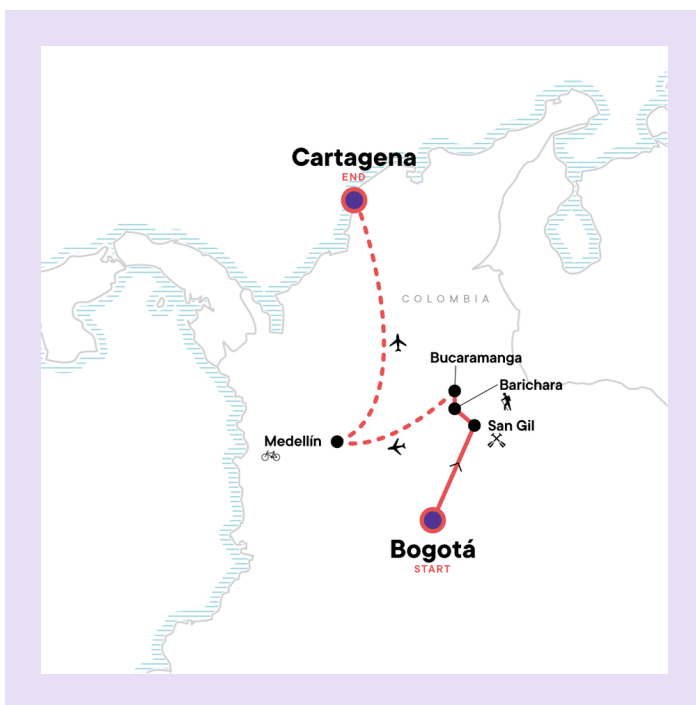 Cartagena
END
COLOMBIA
Bucaramanga
Barichara
San Gil
Medellín
Bogotá
START